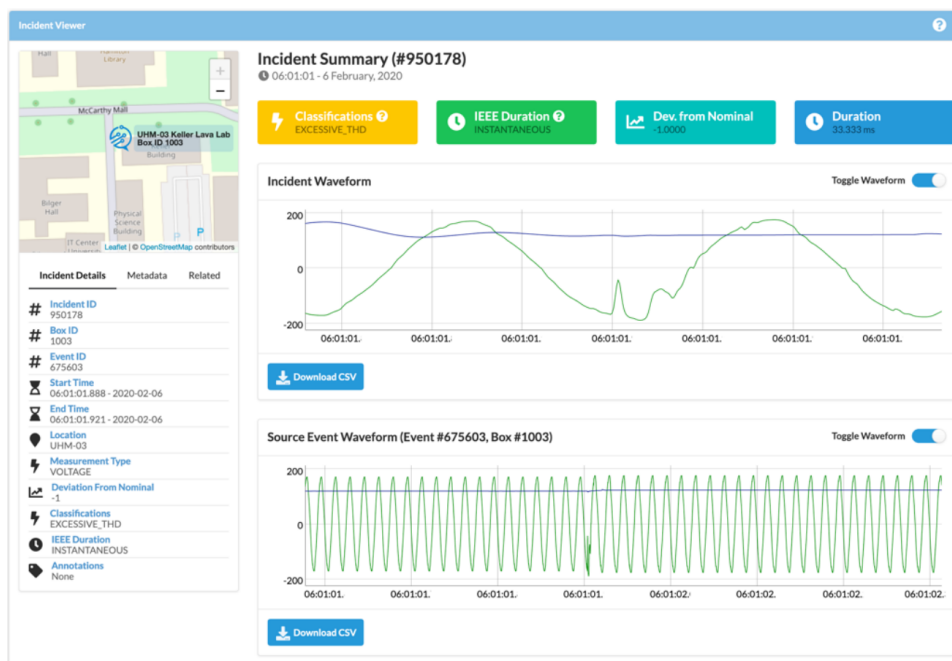 Incident Viewer
?
Hall
Library
McCarthy Mall
UHM-03 Keller Lava Lab
Box ID 1003
Building
Bilger
Hall
Physical
Science
Building
P
P
IT Center
Leaflet | © OpenStreetMap contributors
+
−
Incident Details
Metadata
Related
Incident ID
950178
Box ID
1003
Event ID
675603
Start Time
06:01:01.888 - 2020-02-06
End Time
06:01:01.921 - 2020-02-06
Location
UHM-03
Measurement Type
VOLTAGE
Deviation From Nominal
-1
Classifications
EXCESSIVE_THD
IEEE Duration
INSTANTANEOUS
Annotations
None
Incident Summary (#950178)
06:01:01 - 6 February, 2020
Classifications ?
EXCESSIVE_THD
IEEE Duration ?
INSTANTANEOUS
Dev. from Nominal
-1.0000
Duration
33.333 ms
Incident Waveform
Toggle Waveform
200
0
-200
06:01:01. 06:01:01. 06:01:01. 06:01:01. 06:01:01. 06:01:01. 06:01:01.
Download CSV
Source Event Waveform (Event #675603, Box #1003)
Toggle Waveform
200
0
-200
06:01:01. 06:01:01. 06:01:01. 06:01:01. 06:01:02. 06:01:02. 06:01:02. 06:01:02.
Download CSV